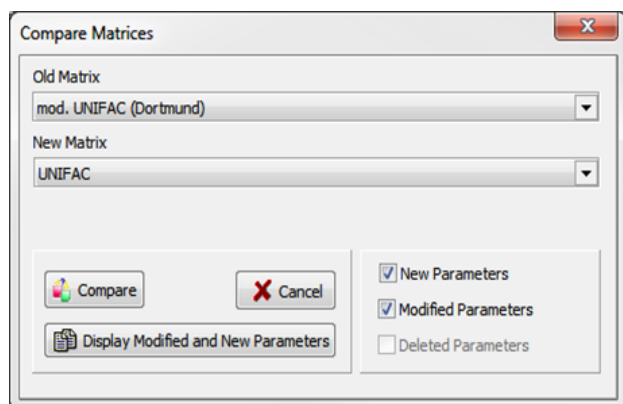 Compare Matrices
Old Matrix
mod. UNIFAC (Dortmund)
New Matrix
UNIFAC
Compare
Cancel
Display Modified and New Parameters
New Parameters
Modified Parameters
Deleted Parameters